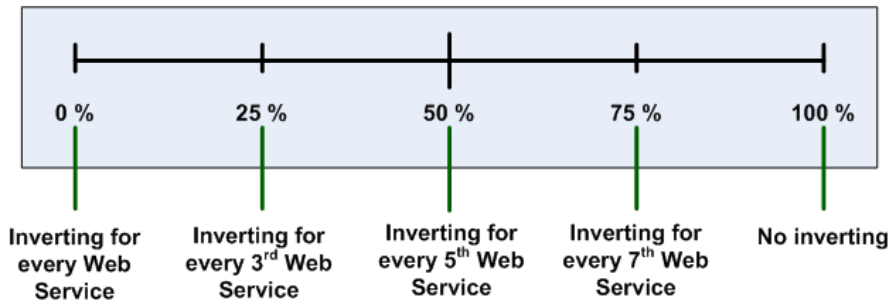 0 %
25 %
50 %
75 %
100 %
Inverting for
every Web
Service
Inverting for
every 3rd Web
Service
Inverting for
every 5th Web
Service
Inverting for
every 7th Web
Service
No inverting